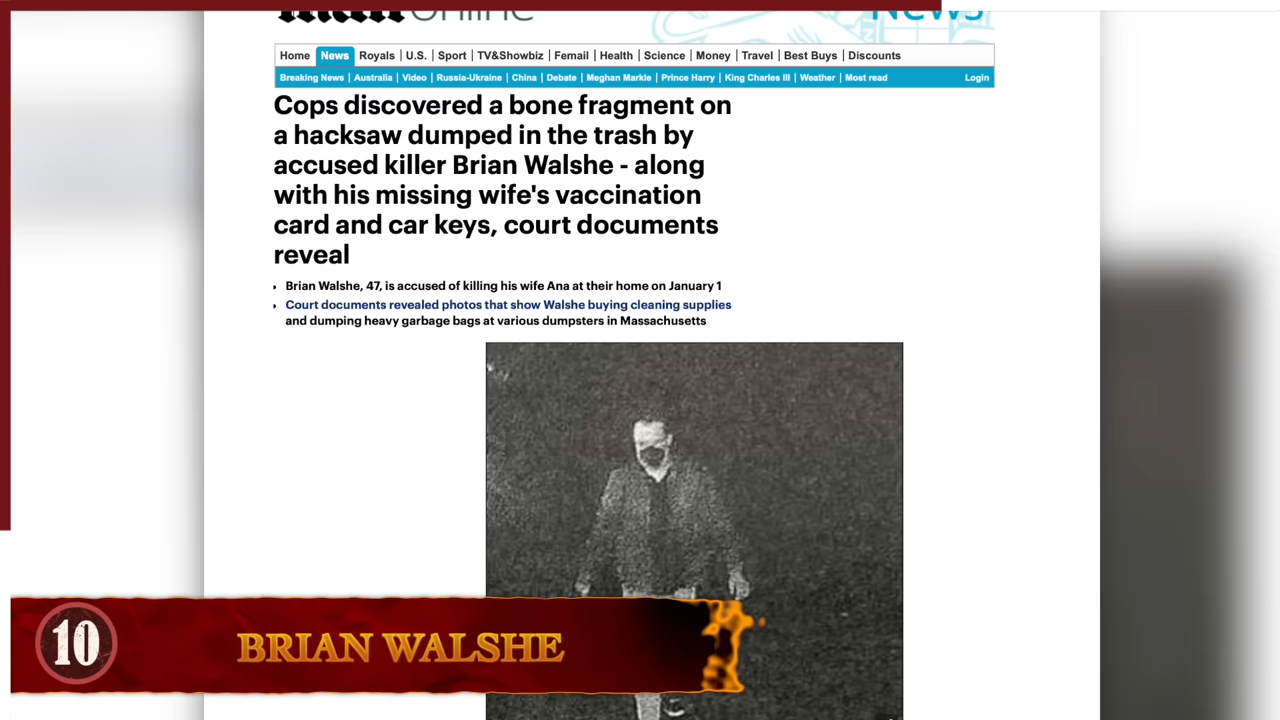 Online
News
Home News Royals U.S. Sport TV&Showbiz Femail Health Science Money Travel Best Buys Discounts
Breaking News Australia Video Russia-Ukraine China Debate Meghan Markle Prince Harry King Charles III Weather Most read Login
Cops discovered a bone fragment on
a hacksaw dumped in the trash by
accused killer Brian Walshe - along
with his missing wife's vaccination
card and car keys, court documents
reveal
Brian Walshe, 47, is accused of killing his wife Ana at their home on January 1
Court documents revealed photos that show Walshe buying cleaning supplies
and dumping heavy garbage bags at various dumpsters in Massachusetts
10 BRIAN WALSHE